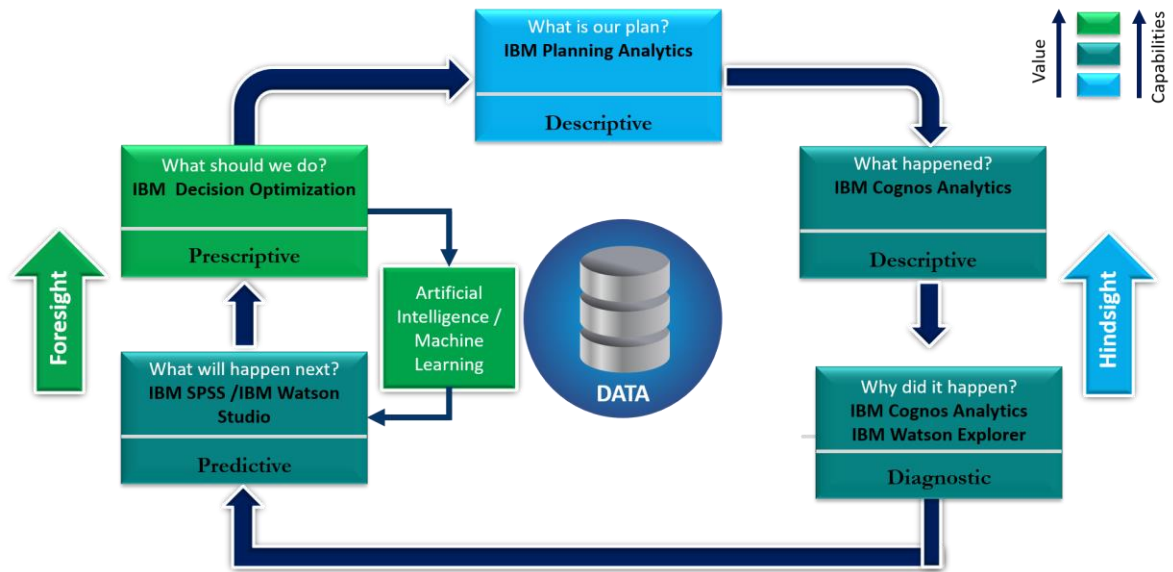 What is our plan?
IBM Planning Analytics
Descriptive
Value
Capabilities
What should we do?
IBM  Decision Optimization
Prescriptive
What happened?
IBM Cognos Analytics
Descriptive
Foresight
Artificial
Intelligence /
Machine
Learning
DATA
Hindsight
What will happen next?
IBM SPSS /IBM Watson
Studio
Predictive
Why did it happen?
IBM Cognos Analytics
IBM Watson Explorer
Diagnostic